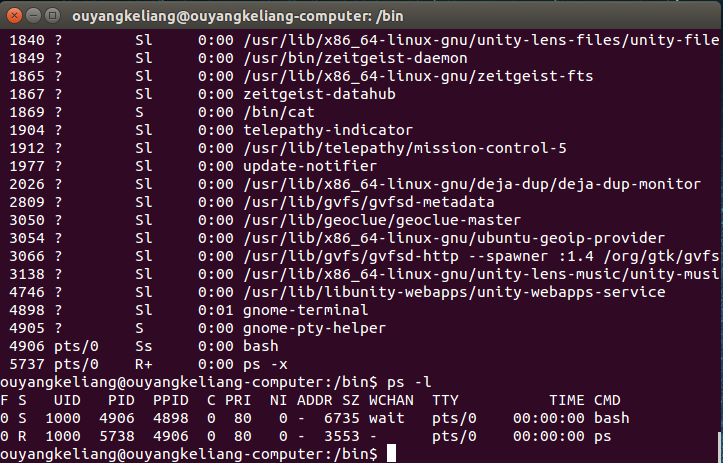 ouyangkeliang@ouyangkeliang-computer: /bin
1840 ?        Sl     0:00 /usr/lib/x86_64-linux-gnu/unity-lens-files/unity-file
1849 ?        Sl     0:00 /usr/bin/zeitgeist-daemon
1865 ?        Sl     0:00 /usr/lib/x86_64-linux-gnu/zeitgeist-fts
1867 ?        Sl     0:00 zeitgeist-datahub
1869 ?        S      0:00 /bin/cat
1904 ?        Sl     0:00 telepathy-indicator
1912 ?        Sl     0:00 /usr/lib/telepathy/mission-control-5
1977 ?        Sl     0:00 update-notifier
2026 ?        Sl     0:00 /usr/lib/x86_64-linux-gnu/deja-dup/deja-dup-monitor
2809 ?        Sl     0:00 /usr/lib/gvfs/gvfsd-metadata
3050 ?        Sl     0:00 /usr/lib/geoclue/geoclue-master
3054 ?        Sl     0:00 /usr/lib/x86_64-linux-gnu/ubuntu-geoip-provider
3066 ?        Sl     0:00 /usr/lib/gvfs/gvfsd-http --spawner :1.4 /org/gtk/gvfs
3138 ?        Sl     0:00 /usr/lib/x86_64-linux-gnu/unity-lens-music/unity-musi
4746 ?        Sl     0:00 /usr/lib/libunity-webapps/unity-webapps-service
4898 ?        Sl     0:01 gnome-terminal
4905 ?        S      0:00 gnome-pty-helper
4906 pts/0    Ss     0:00 bash
5737 pts/0    R+     0:00 ps -x
ouyangkeliang@ouyangkeliang-computer:/bin$ ps -l
F S   UID   PID  PPID  C PRI  NI ADDR SZ WCHAN  TTY          TIME CMD
0 S  1000  4906  4898  0  80   0 -  6735 wait   pts/0    00:00:00 bash
0 R  1000  5738  4906  0  80   0 -  3553 -      pts/0    00:00:00 ps
ouyangkeliang@ouyangkeliang-computer:/bin$